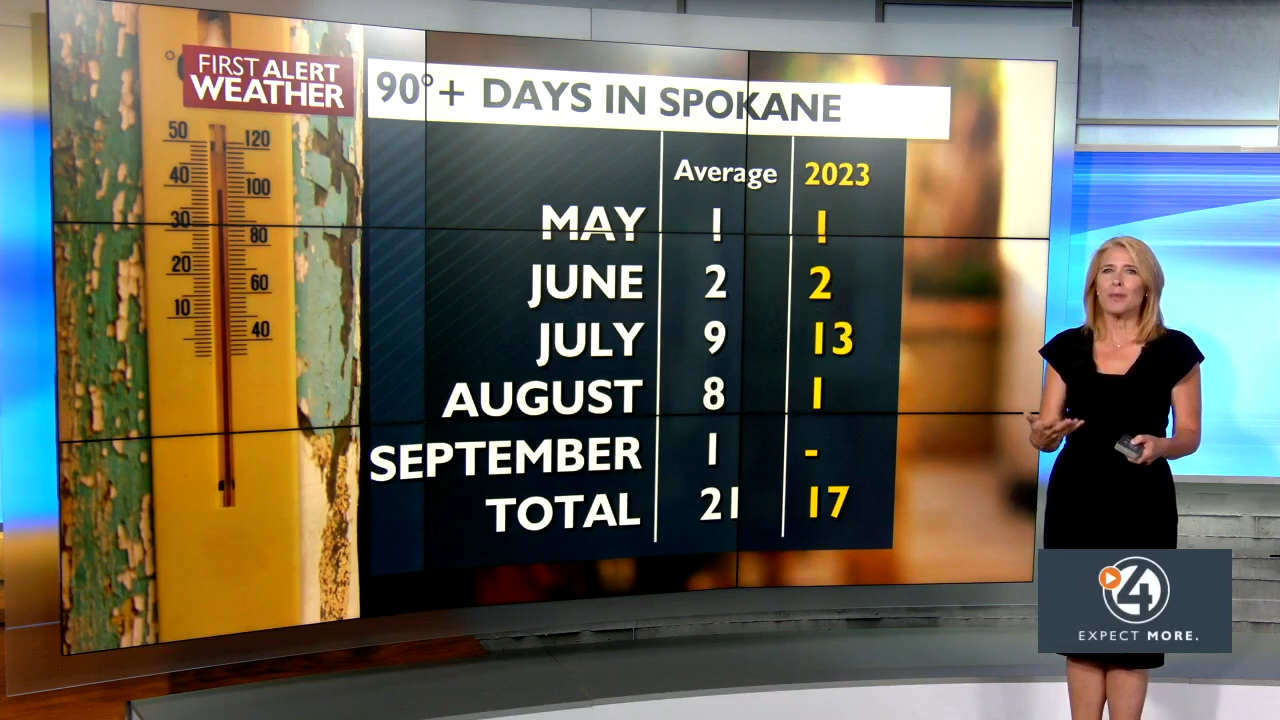 FIRST ALERT
WEATHER
90°+ DAYS IN SPOKANE
Average 2023
MAY 1 1
JUNE 2 2
JULY 9 13
AUGUST 8 1
SEPTEMBER 1 -
TOTAL 21 17
°
50 120
40 100
30 80
20 60
10 40
4
EXPECT MORE.